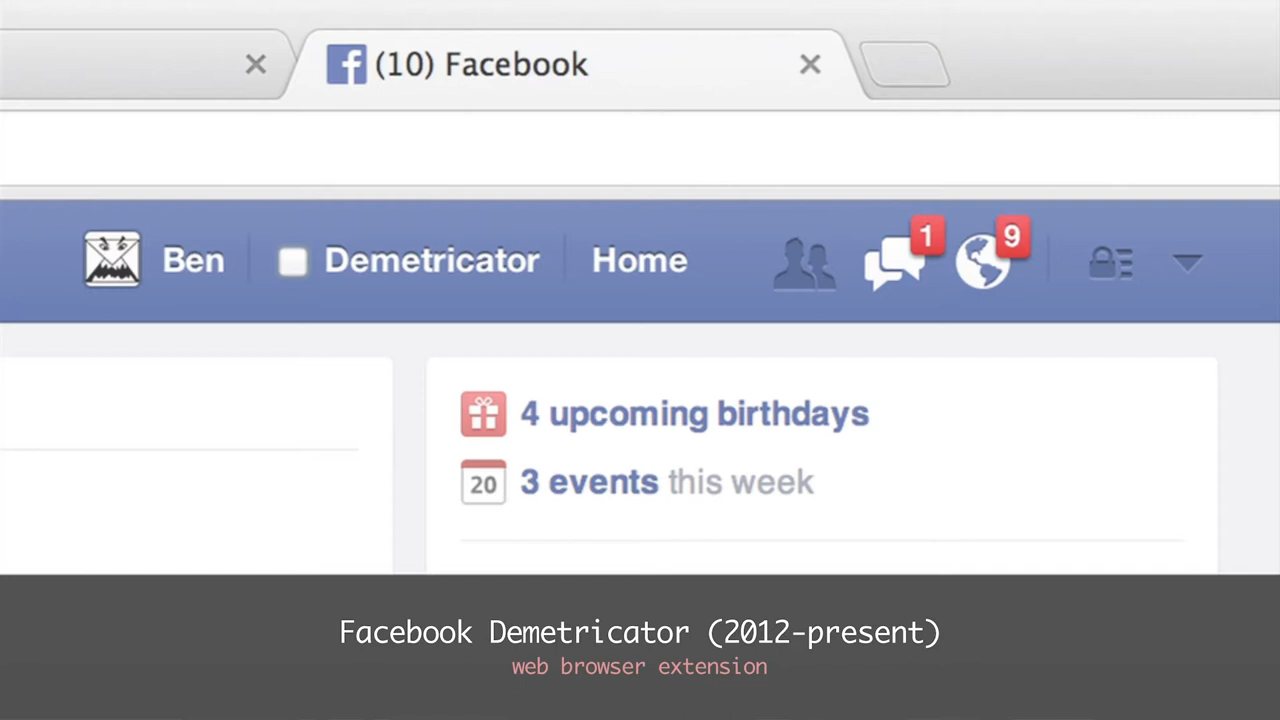 (10) Facebook
Ben Demetricator Home 1 9
4 upcoming birthdays
20 3 events this week
Facebook Demetricator (2012-present)
web browser extension